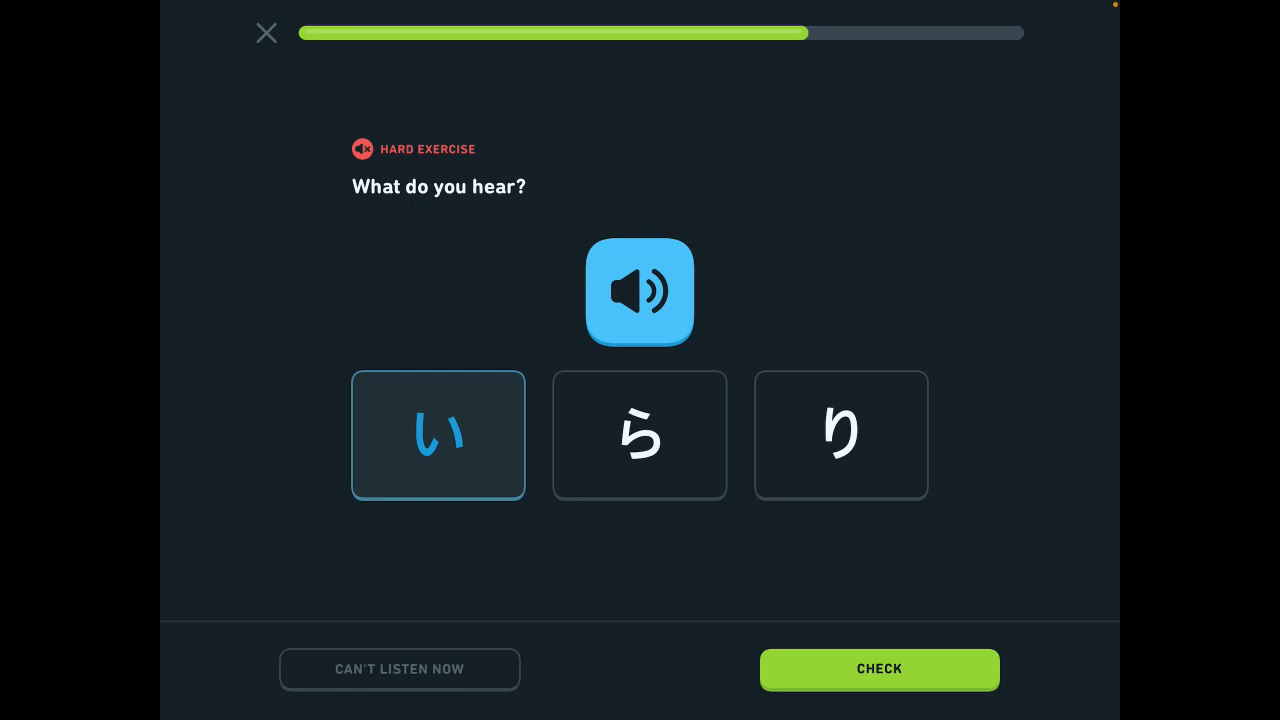 HARD EXERCISE
What do you hear?
い
ら
り
CAN'T LISTEN NOW
CHECK